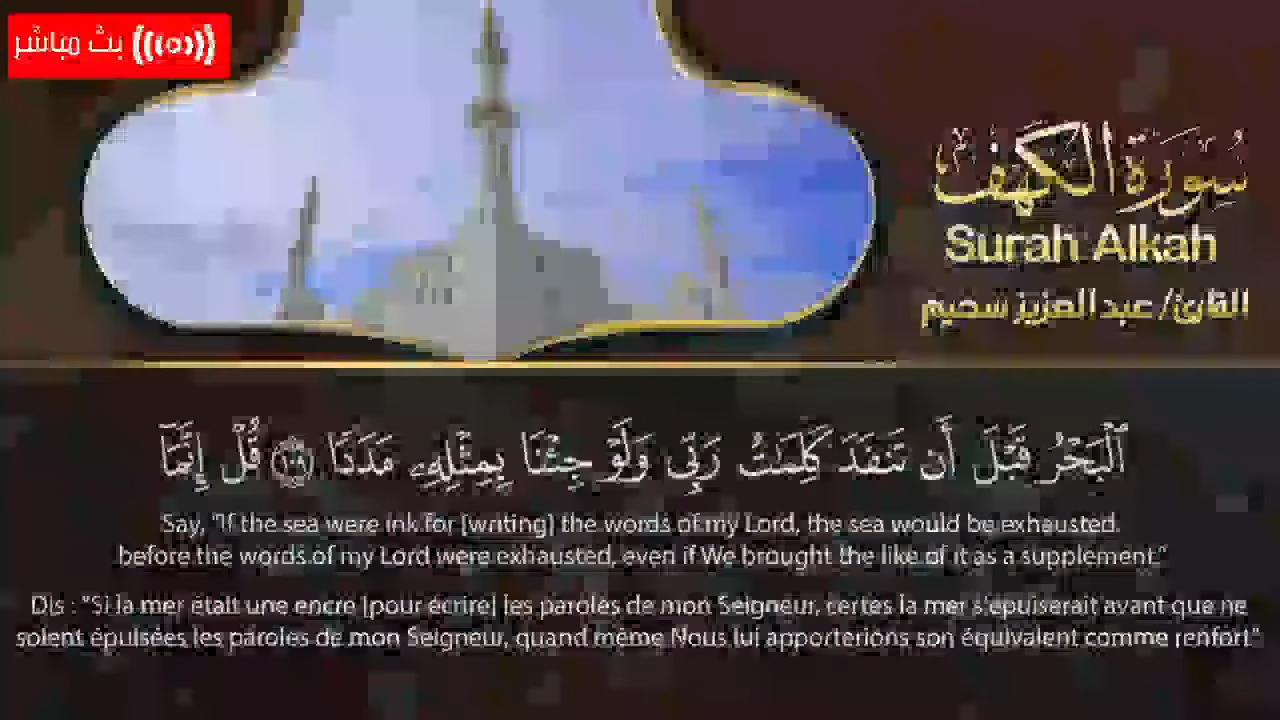 بث مباشر
سورة الكهف
Surah Alkah
القارئ/ عبد العزيز سحيم
ٱلْبَحْرُ قَبْلَ أَن تَنفَدَ كَلِمَٰتُ رَبِّى وَلَوْ جِئْنَا بِمِثْلِهِۦ مَدَدًا ١٠٩ قُلْ إِنَّمَآ
Say, "If the sea were ink for [writing] the words of my Lord, the sea would be exhausted
before the words of my Lord were exhausted, even if We brought the like of it as a supplement."
Dis : "Si la mer était une encre [pour écrire] les paroles de mon Seigneur, certes la mer s'épuiserait avant que ne
soient épuisées les paroles de mon Seigneur, quand même Nous lui apporterions son équivalent comme renfort"